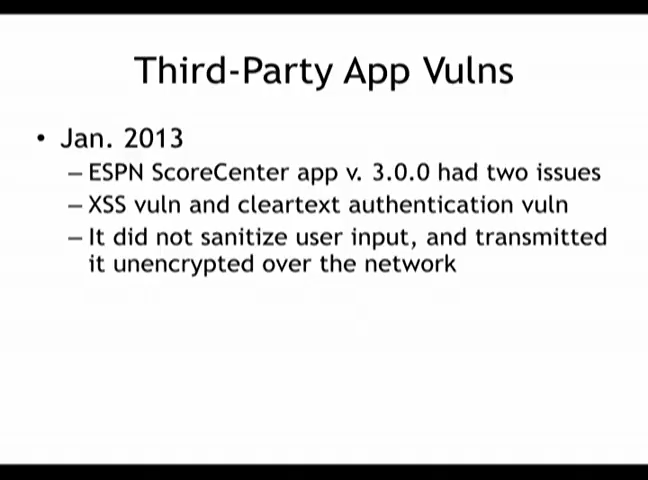 Third-Party App Vulns
• Jan. 2013
– ESPN ScoreCenter app v. 3.0.0 had two issues
– XSS vuln and cleartext authentication vuln
– It did not sanitize user input, and transmitted
it unencrypted over the network